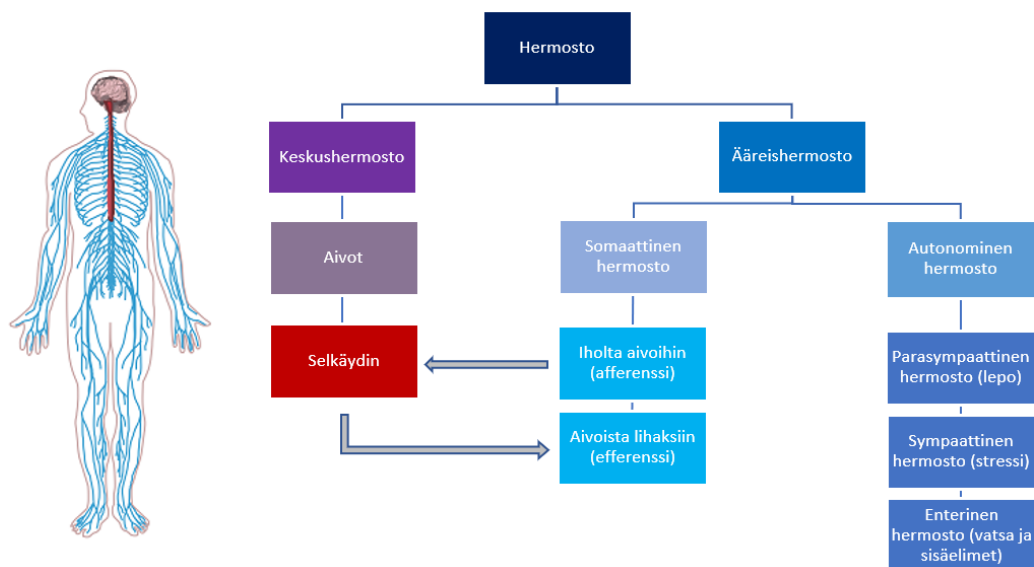 Hermosto
Keskushermosto
Ääreishermosto
Aivot
Somaattinen
hermosto
Autonominen
hermosto
Selkäydin
Iholta aivoihin
(afferenssi)
Parasympaattinen
hermosto (lepo)
Aivoista lihaksiin
(efferenssi)
Sympaattinen
hermosto (stressi)
Enterinen
hermosto (vatsa ja
sisäelimet)